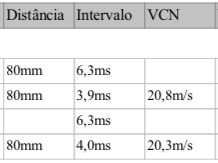 Distância Intervalo VCN
80mm 6,3ms
80mm 3,9ms 20,8m/s
6,3ms
80mm 4,0ms 20,3m/s